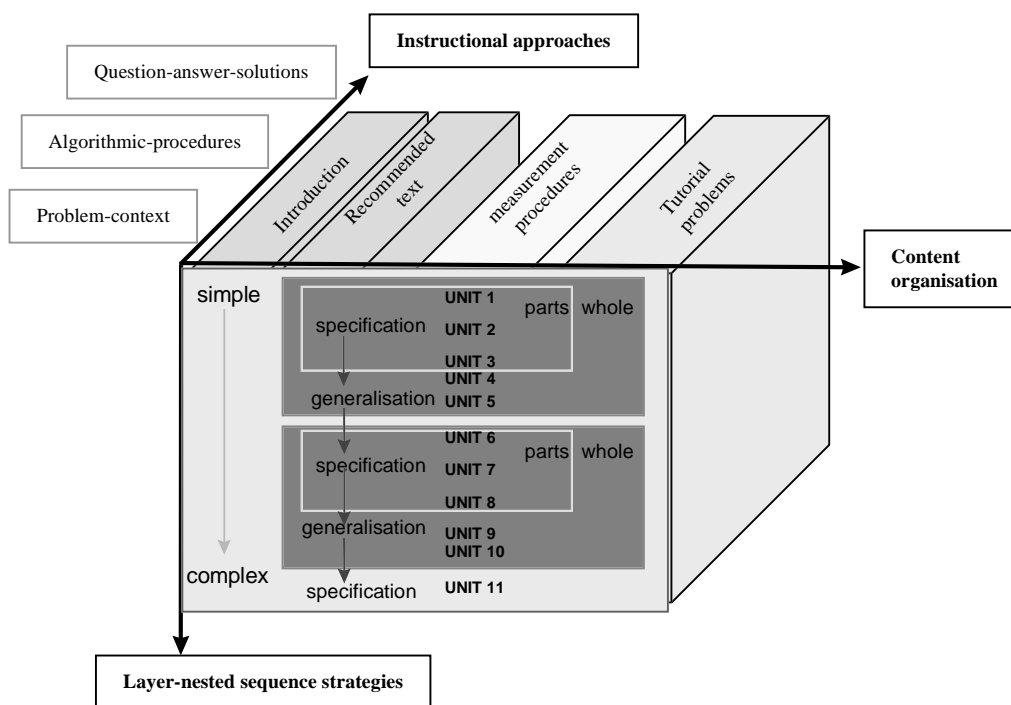 Instructional approaches
Question-answer-solutions
Algorithmic-procedures
Problem-context
Introduction
Recommended
text
measurement
procedures
Tutorial
problems
Content
organisation
simple
complex
UNIT 1
parts whole
specification UNIT 2
UNIT 3
UNIT 4
generalisation UNIT 5
UNIT 6
parts whole
specification UNIT 7
UNIT 8
generalisation UNIT 9
UNIT 10
specification UNIT 11
Layer-nested sequence strategies